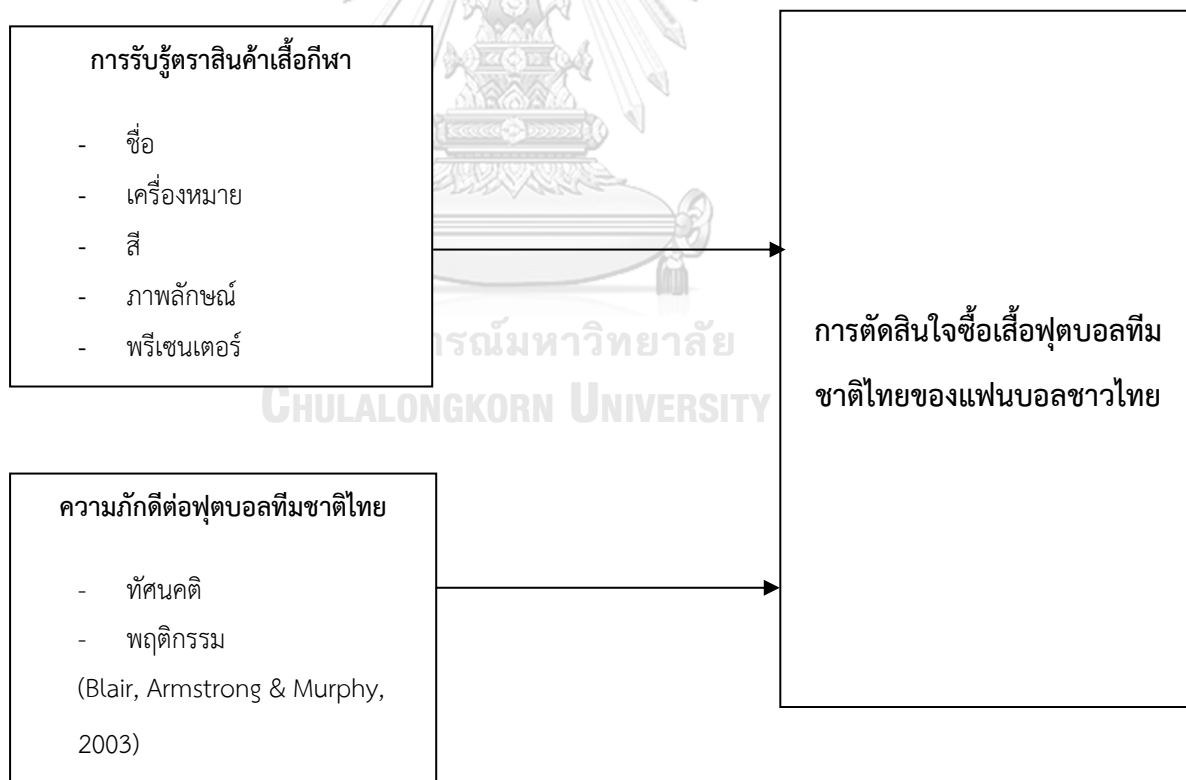 การรับรู้ตราสินค้าเสื้อกีฬา
- ชื่อ
- เครื่องหมาย
- สี
- ภาพลักษณ์
- พรีเซนเตอร์
การตัดสินใจซื้อเสื้อฟุตบอลทีม
ชาติไทยของแฟนบอลชาวไทย
CHULALONGKORN UNIVERSITY
ความภักดีต่อฟุตบอลทีมชาติไทย
- ทัศนคติ
- พฤติกรรม
(Blair, Armstrong & Murphy,
2003)